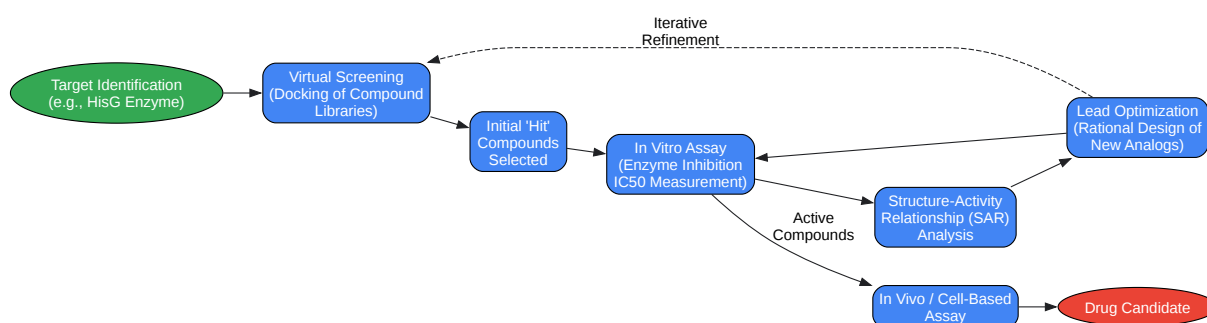 Iterative
Refinement
Target Identification
(e.g., HisG Enzyme)
Virtual Screening
(Docking of Compound
Libraries)
Initial 'Hit'
Compounds
Selected
In Vitro Assay
(Enzyme Inhibition
IC50 Measurement)
Lead Optimization
(Rational Design of
New Analogs)
Structure-Activity
Relationship (SAR)
Analysis
Active
Compounds
In Vivo / Cell-Based
Assay
Drug Candidate